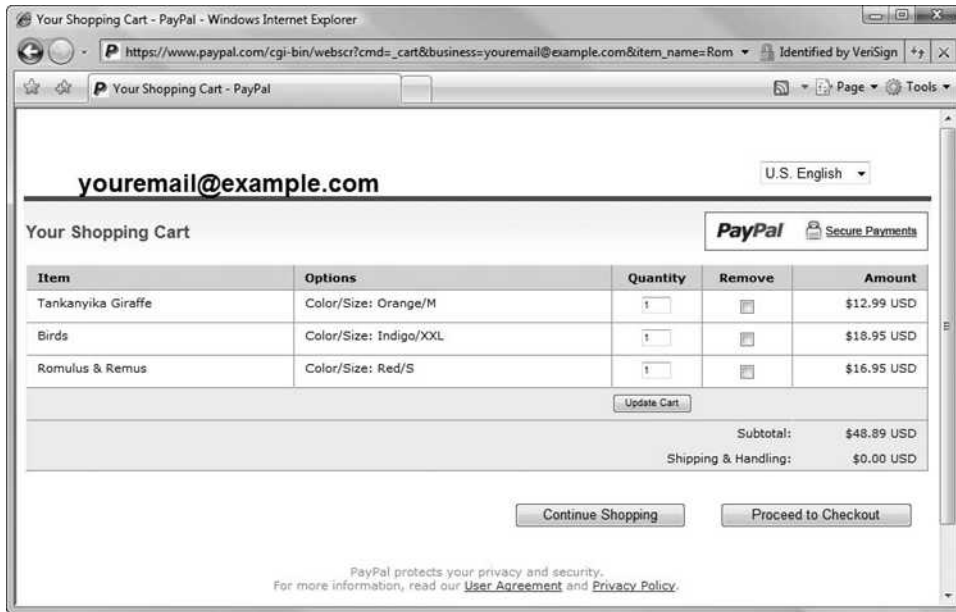 Your Shopping Cart - PayPal - Windows Internet Explorer
P https://www.paypal.com/cgi-bin/webscr?cmd=_cart&business=youremail@example.com&item_name=Rom Identified by VeriSign
P Your Shopping Cart - PayPal Page Tools
youremail@example.com U.S. English
Your Shopping Cart PayPal Secure Payments
Item Options Quantity Remove Amount
Tankanyika Giraffe Color/Size: Orange/M 1 $12.99 USD
Birds Color/Size: Indigo/XXL 1 $18.95 USD
Romulus & Remus Color/Size: Red/S 1 $16.95 USD
Update Cart
Subtotal: $48.89 USD
Shipping & Handling: $0.00 USD
Continue Shopping Proceed to Checkout
PayPal protects your privacy and security.
For more information, read our User Agreement and Privacy Policy.